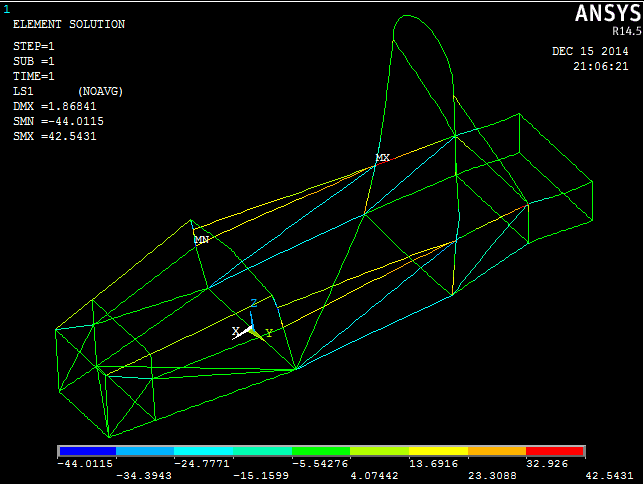 1
ANSYS
R14.5
ELEMENT SOLUTION
DEC 15 2014
21:06:21
STEP=1
SUB =1
TIME=1
LS1 (NOAVG)
DMX =1.86841
SMN =-44.0115
SMX =42.5431
MX
MN
Z
X
Y
-44.0115 -24.7771 -5.54276 13.6916 32.926
-34.3943 -15.1599 4.07442 23.3088 42.5431